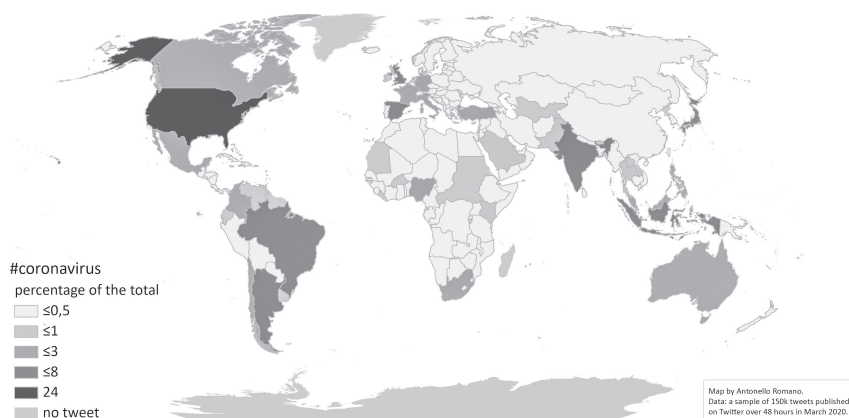 #coronavirus
percentage of the total
≤0,5
≤1
≤3
≤8
24
no tweet
Map by Antonello Romano.
Data: a sample of 150k tweets published
on Twitter over 48 hours in March 2020.